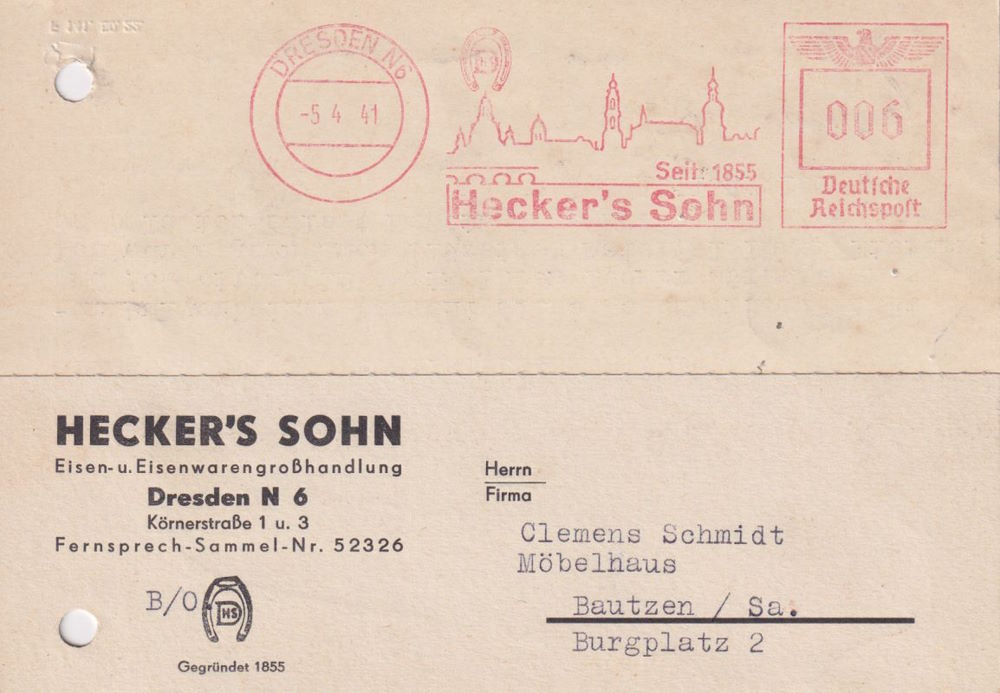 DRESDEN N6
-5 4 41
Seit 1855
Hecker's Sohn
006
Deutsche
Reichspost
HECKER'S SOHN
Eisen- u. Eisenwarengroßhandlung
Dresden N 6
Körnerstraße 1 u. 3
Fernsprech-Sammel-Nr. 52326
B/O
DHS
Gegründet 1855
Herrn
Firma
Clemens Schmidt
Möbelhaus
Bautzen / Sa.
Burgplatz 2